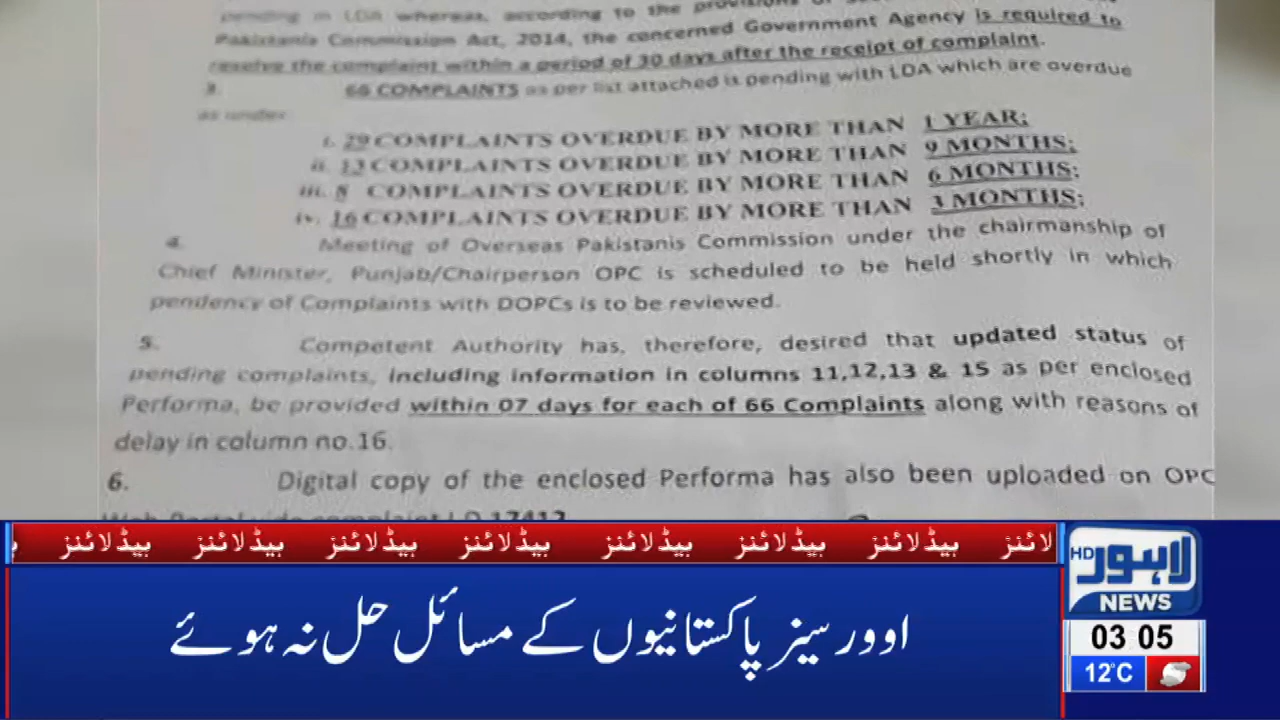 pending in LDA whereas, according to the provisions of
Pakistanis Commission Act, 2014, the concerned Government Agency is required to
resolve the complaint within a period of 30 days after the receipt of complaint.
3. 66 COMPLAINTS as per list attached is pending with LDA which are overdue
as under
i. 29 COMPLAINTS OVERDUE BY MORE THAN 1 YEAR;
ii. 13 COMPLAINTS OVERDUE BY MORE THAN 9 MONTHS;
iii. 8 COMPLAINTS OVERDUE BY MORE THAN 6 MONTHS;
iv. 16 COMPLAINTS OVERDUE BY MORE THAN 3 MONTHS;
4. Meeting of Overseas Pakistanis Commission under the chairmanship of
Chief Minister, Punjab/Chairperson OPC is scheduled to be held shortly in which
pendency of Complaints with DOPCs is to be reviewed.
5. Competent Authority has, therefore, desired that updated status of
pending complaints, including information in columns 11,12,13 & 15 as per enclosed
Performa, be provided within 07 days for each of 66 Complaints along with reasons of
delay in column no.16.
6. Digital copy of the enclosed Performa has also been uploaded on OPC
ہیڈلائنز ہیڈلائنز ہیڈلائنز ہیڈلائنز ہیڈلائنز ہیڈلائنز ہیڈلائنز
اوورسیز پاکستانیوں کے مسائل حل نہ ہوئے
HD لاہور
NEWS
03 05
12°C